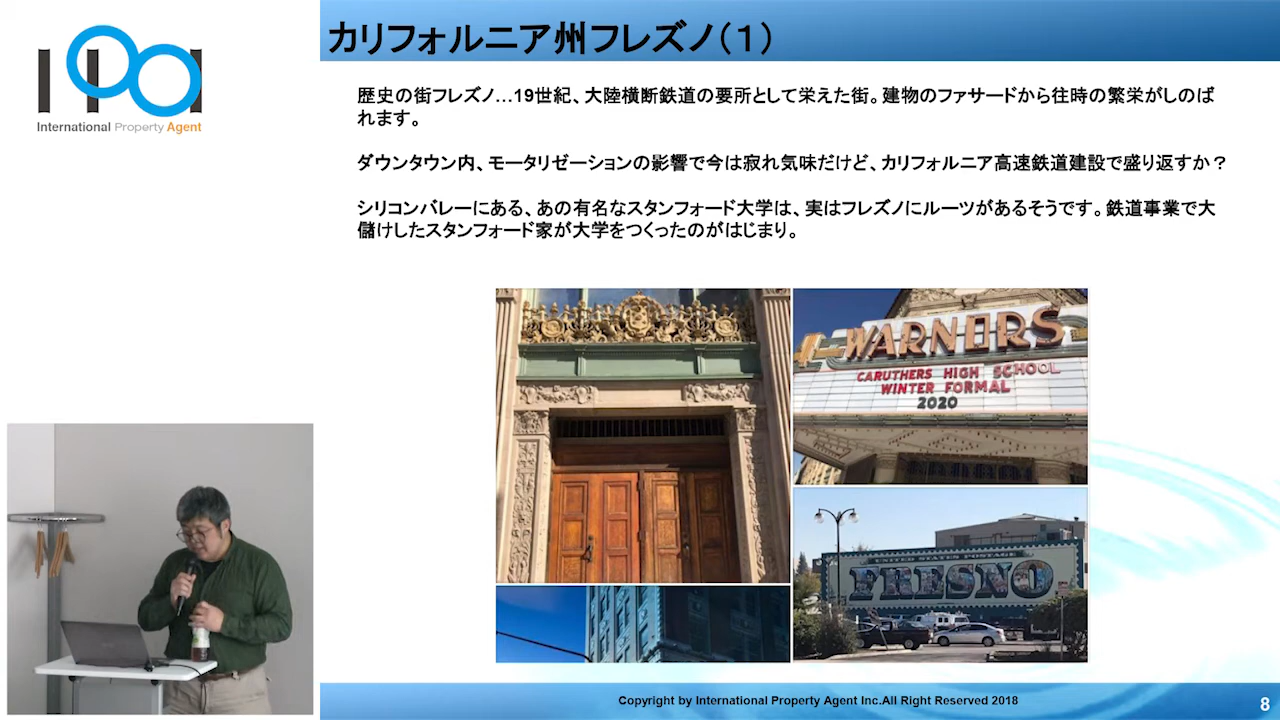 International Property Agent
カリフォルニア州フレズノ（１）
歴史の街フレズノ…19世紀、大陸横断鉄道の要所として栄えた街。建物のファサードから往時の繁栄がしのば
れます。
ダウンタウン内、モータリゼーションの影響で今は寂れ気味だけど、カリフォルニア高速鉄道建設で盛り返すか？
シリコンバレーにある、あの有名なスタンフォード大学は、実はフレズノにルーツがあるそうです。鉄道事業で大
儲けしたスタンフォード家が大学をつくったのがはじまり。
WARNORS
CARUTHERS HIGH SCHOOL
WINTER FORMAL
2020
UNITED STATES POSTAGE
FRESNO
Copyright by International Property Agent Inc.All Right Reserved 2018
8